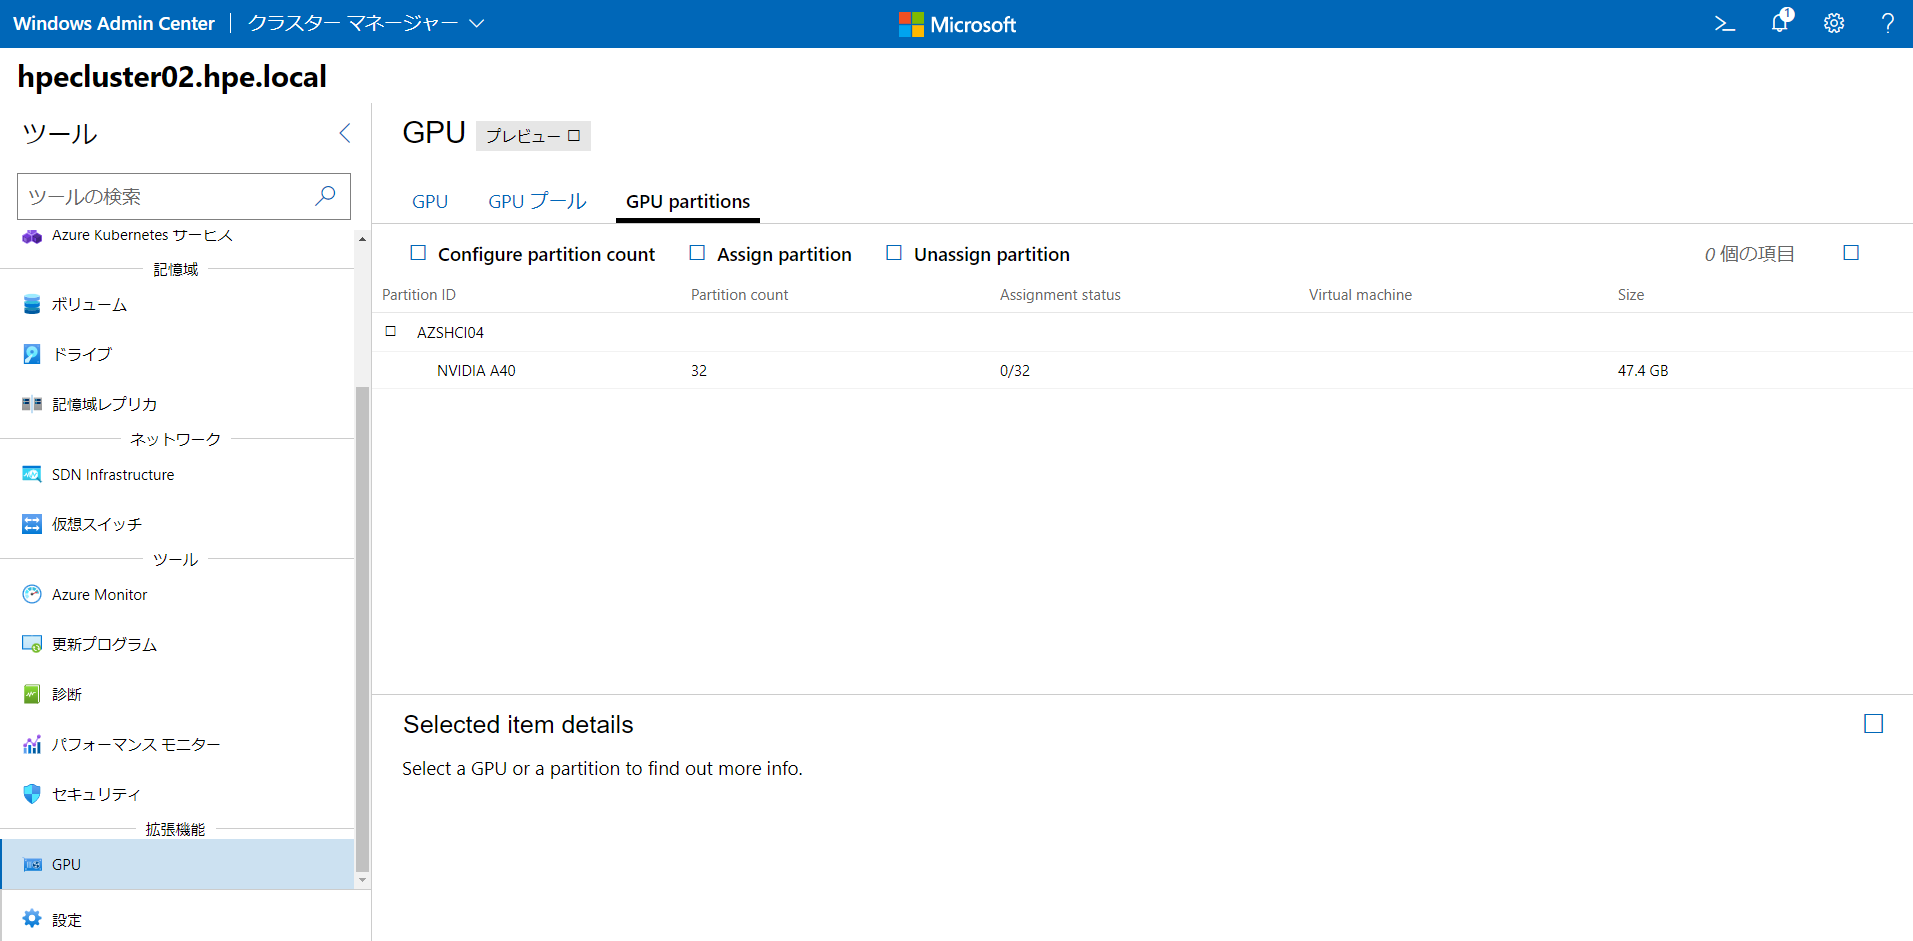 Windows Admin Center
クラスター マネージャー
Microsoft
1
hpecluster02.hpe.local
ツール
ツールの検索
Azure Kubernetes サービス
記憶域
ボリューム
ドライブ
記憶域レプリカ
ネットワーク
SDN Infrastructure
仮想スイッチ
ツール
Azure Monitor
更新プログラム
診断
パフォーマンス モニター
セキュリティ
拡張機能
GPU
設定
GPU プレビュー
GPU GPU プール GPU partitions
Configure partition count Assign partition Unassign partition 0 個の項目
Partition ID Partition count Assignment status Virtual machine Size
AZSHCI04
NVIDIA A40 32 0/32 47.4 GB
Selected item details
Select a GPU or a partition to find out more info.